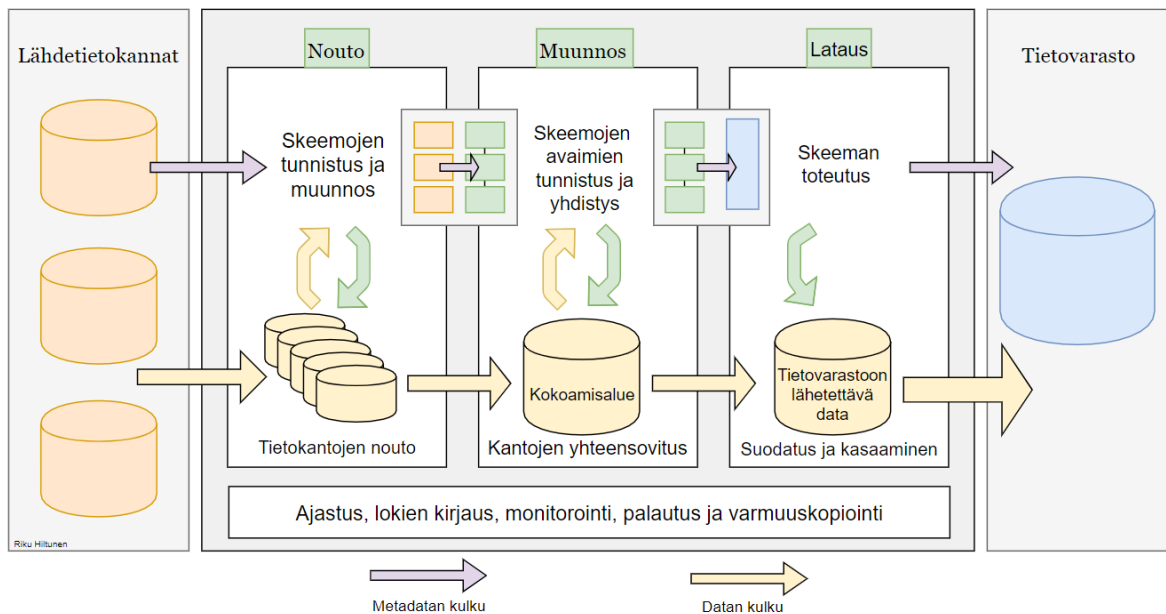 Lähdetietokannat
Nouto
Muunnos
Lataus
Tietovarasto
Skeemojen
tunnistus ja
muunnos
Skeemojen
avaimien
tunnistus ja
yhdistys
Skeeman
toteutus
Kokoamisalue
Tietovarastoon
lähetettävä
data
Tietokantojen nouto
Kantojen yhteensovitus
Suodatus ja kasaaminen
Ajastus, lokien kirjaus, monitorointi, palautus ja varmuuskopiointi
Riku Hiltunen
Metadatan kulku
Datan kulku